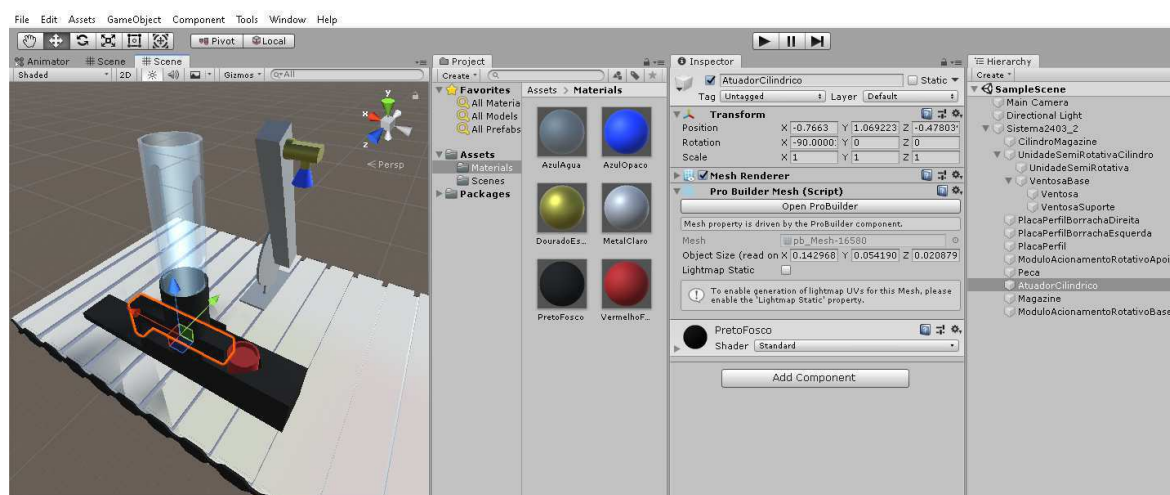 File Edit Assets GameObject Component Tools Window Help
Pivot Local
Animator Scene Scene
Shaded 2D Gizmos All
y
x
z
Persp
Project
Create
Favorites
All Materia
All Models
All Prefabs
Assets
Materials
Scenes
Packages
Assets > Materials
AzulAgua AzulOpaco
DouradoEs... MetalClaro
PretoFosco VermelhoF...
Inspector
AtuadorCilindrico Static
Tag Untagged Layer Default
Transform
Position X -0.7663 Y 1.069223 Z -0.47803
Rotation X -90.0000 Y 0 Z 0
Scale X 1 Y 1 Z 1
Mesh Renderer
Pro Builder Mesh (Script)
Open ProBuilder
Mesh property is driven by the ProBuilder component.
Mesh pb_Mesh-16580
Object Size (read on X 0.142968 Y 0.054190 Z 0.020879
Lightmap Static
To enable generation of lightmap UVs for this Mesh, please
enable the 'Lightmap Static' property.
PretoFosco
Shader Standard
Add Component
Hierarchy
Create
SampleScene
Main Camera
Directional Light
Sistema2403_2
CilindroMagazine
UnidadeSemiRotativaCilindro
UnidadeSemiRotativa
VentosaBase
Ventosa
VentosaSuporte
PlacaPerfilBorrachaDireita
PlacaPerfilBorrachaEsquerda
PlacaPerfil
ModuloAcionamentoRotativoApoi
Peca
AtuadorCilindrico
Magazine
ModuloAcionamentoRotativoBase